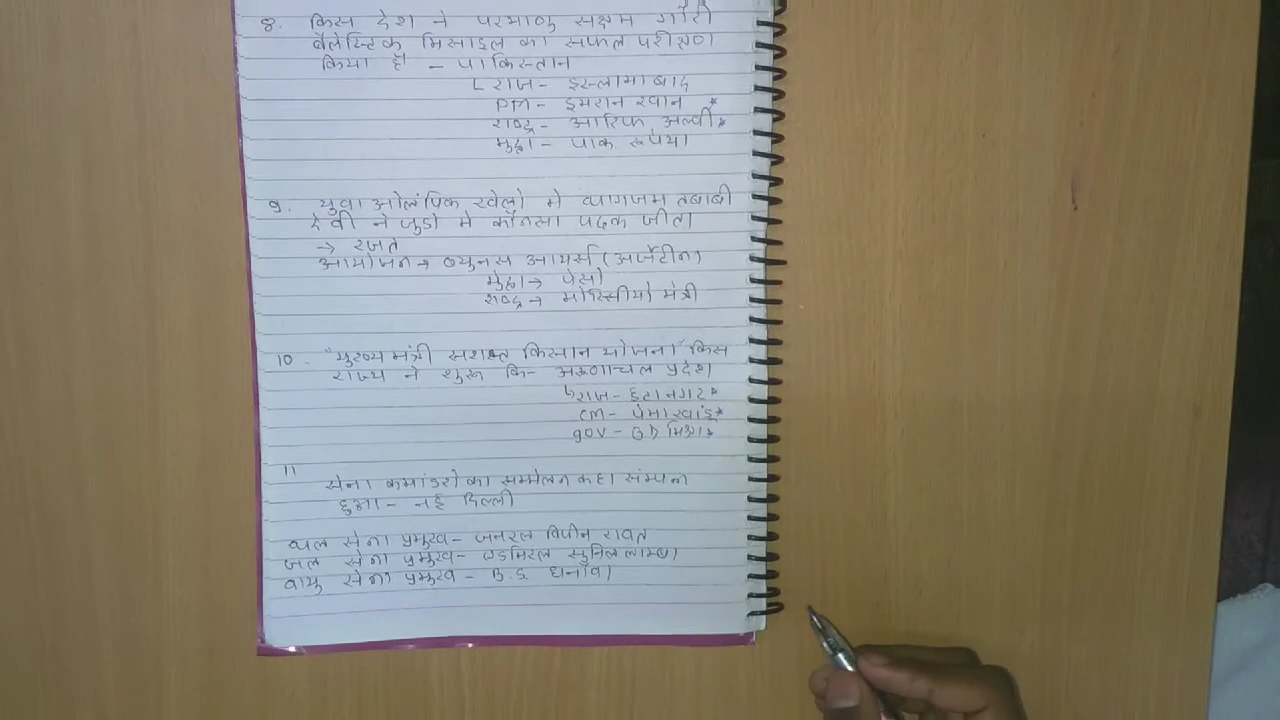 8. किस देश ने परमाणु सक्षम गौरी
बैलेस्टिक मिसाइल का सफल परीक्षण
किया है - पाकिस्तान
राज - इस्लामाबाद
PM - इमरान खान *
राष्ट्र - आरिफ अल्वी *
मुद्रा - पाक रूपया
9. युवा ओलंपिक खेलो मे थांगजम तबाबी
देवी ने जुडो मे कौनसा पदक जीता
→ रजत
आयोजन → ब्युनस आयर्स (अर्जेटीना)
मुद्रा → पेसो
राष्ट्र → मोरिसीयो मैत्री
10. "मुख्यमंत्री सशक्त किसान योजना" किस
राज्य ने शुरू कि - अरूणाचल प्रदेश
राज - इटानगर *
CM - पेमा खांडू *
gov - BD मिश्रा *
11
सेना कमांडरो का सम्मेलन कहा संम्पन्न
हुआ - नई दिल्ली
थल सेना प्रमुख - जनरल विपीन रावत
जल सेना प्रमुख - एडमिरल सुनिल लाम्बा
वायु सेना प्रमुख - B.S. धनोवा